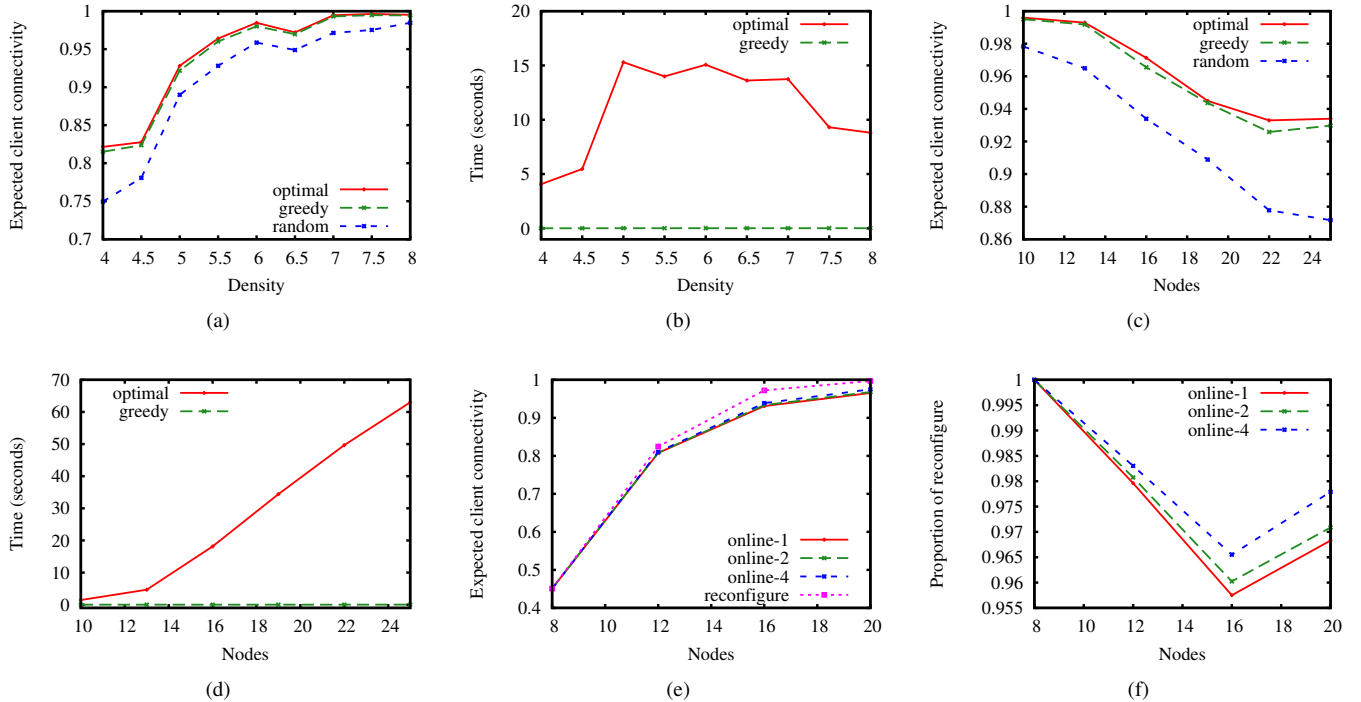 Expected client connectivity
1
0.95
0.9
0.85
0.8
0.75
0.7
optimal
greedy
random
4 4.5 5 5.5 6 6.5 7 7.5 8
Density
(a)
Time (seconds)
20
15
10
5
0
optimal
greedy
4 4.5 5 5.5 6 6.5 7 7.5 8
Density
(b)
Expected client connectivity
1
0.98
0.96
0.94
0.92
0.9
0.88
0.86
optimal
greedy
random
10 12 14 16 18 20 22 24
Nodes
(c)
Time (seconds)
70
60
50
40
30
20
10
0
optimal
greedy
10 12 14 16 18 20 22 24
Nodes
(d)
Expected client connectivity
1
0.9
0.8
0.7
0.6
0.5
0.4
online-1
online-2
online-4
reconfigure
8 10 12 14 16 18 20
Nodes
(e)
Proportion of reconfigure
1
0.995
0.99
0.985
0.98
0.975
0.97
0.965
0.96
0.955
online-1
online-2
online-4
8 10 12 14 16 18 20
Nodes
(f)